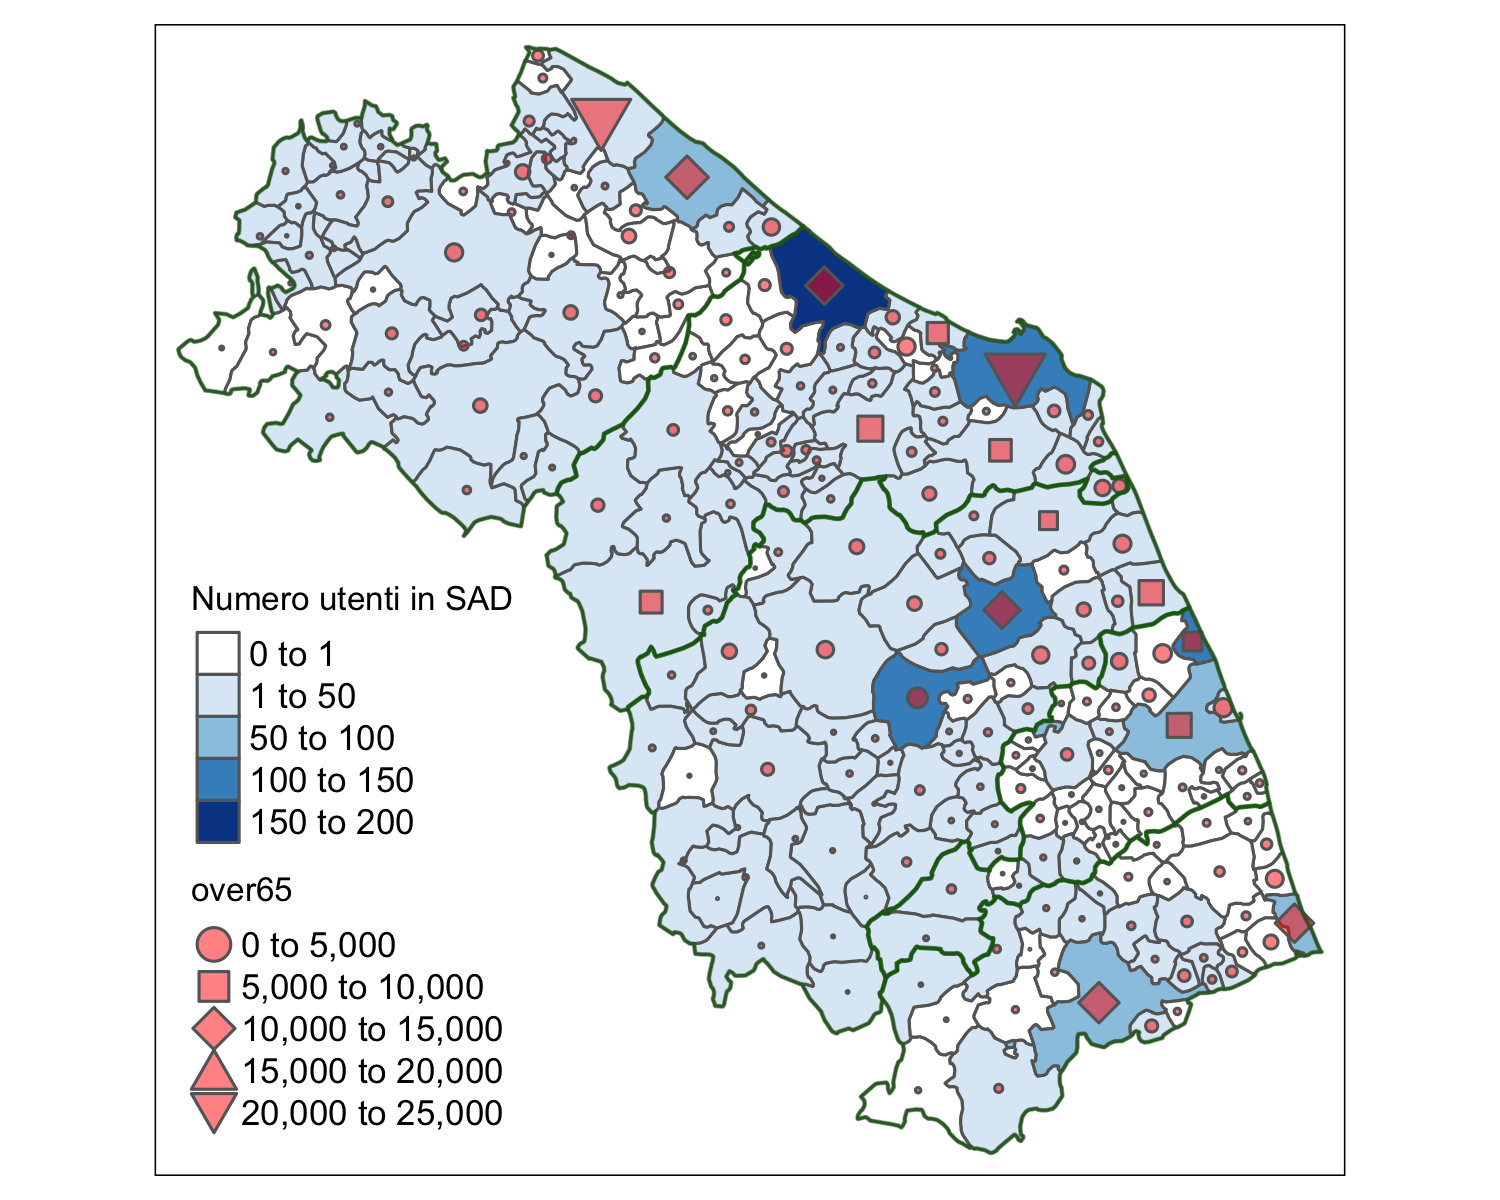 Numero utenti in SAD
0 to 1
1 to 50
50 to 100
100 to 150
150 to 200
over65
0 to 5,000
5,000 to 10,000
10,000 to 15,000
15,000 to 20,000
20,000 to 25,000